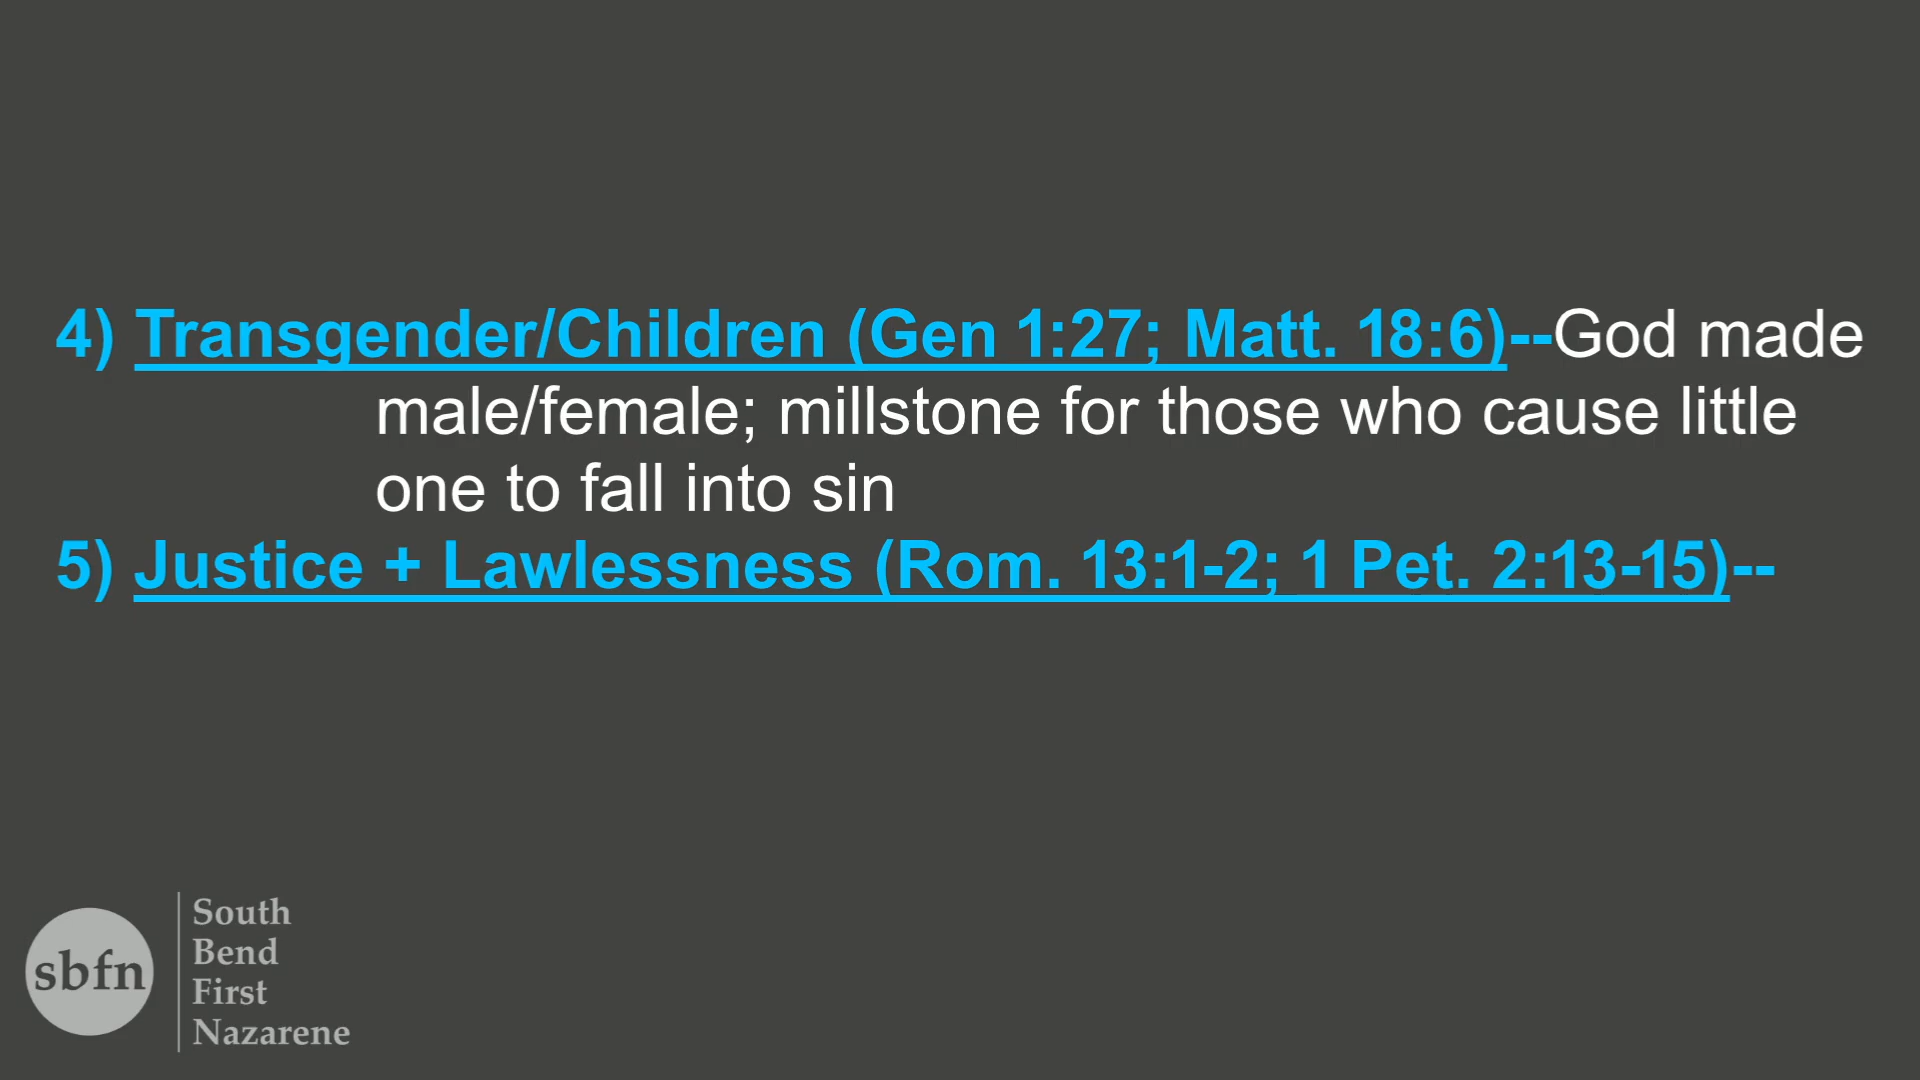 4) Transgender/Children (Gen 1:27; Matt. 18:6)--God made
male/female; millstone for those who cause little
one to fall into sin
5) Justice + Lawlessness (Rom. 13:1-2; 1 Pet. 2:13-15)--
sbfn
South
Bend
First
Nazarene